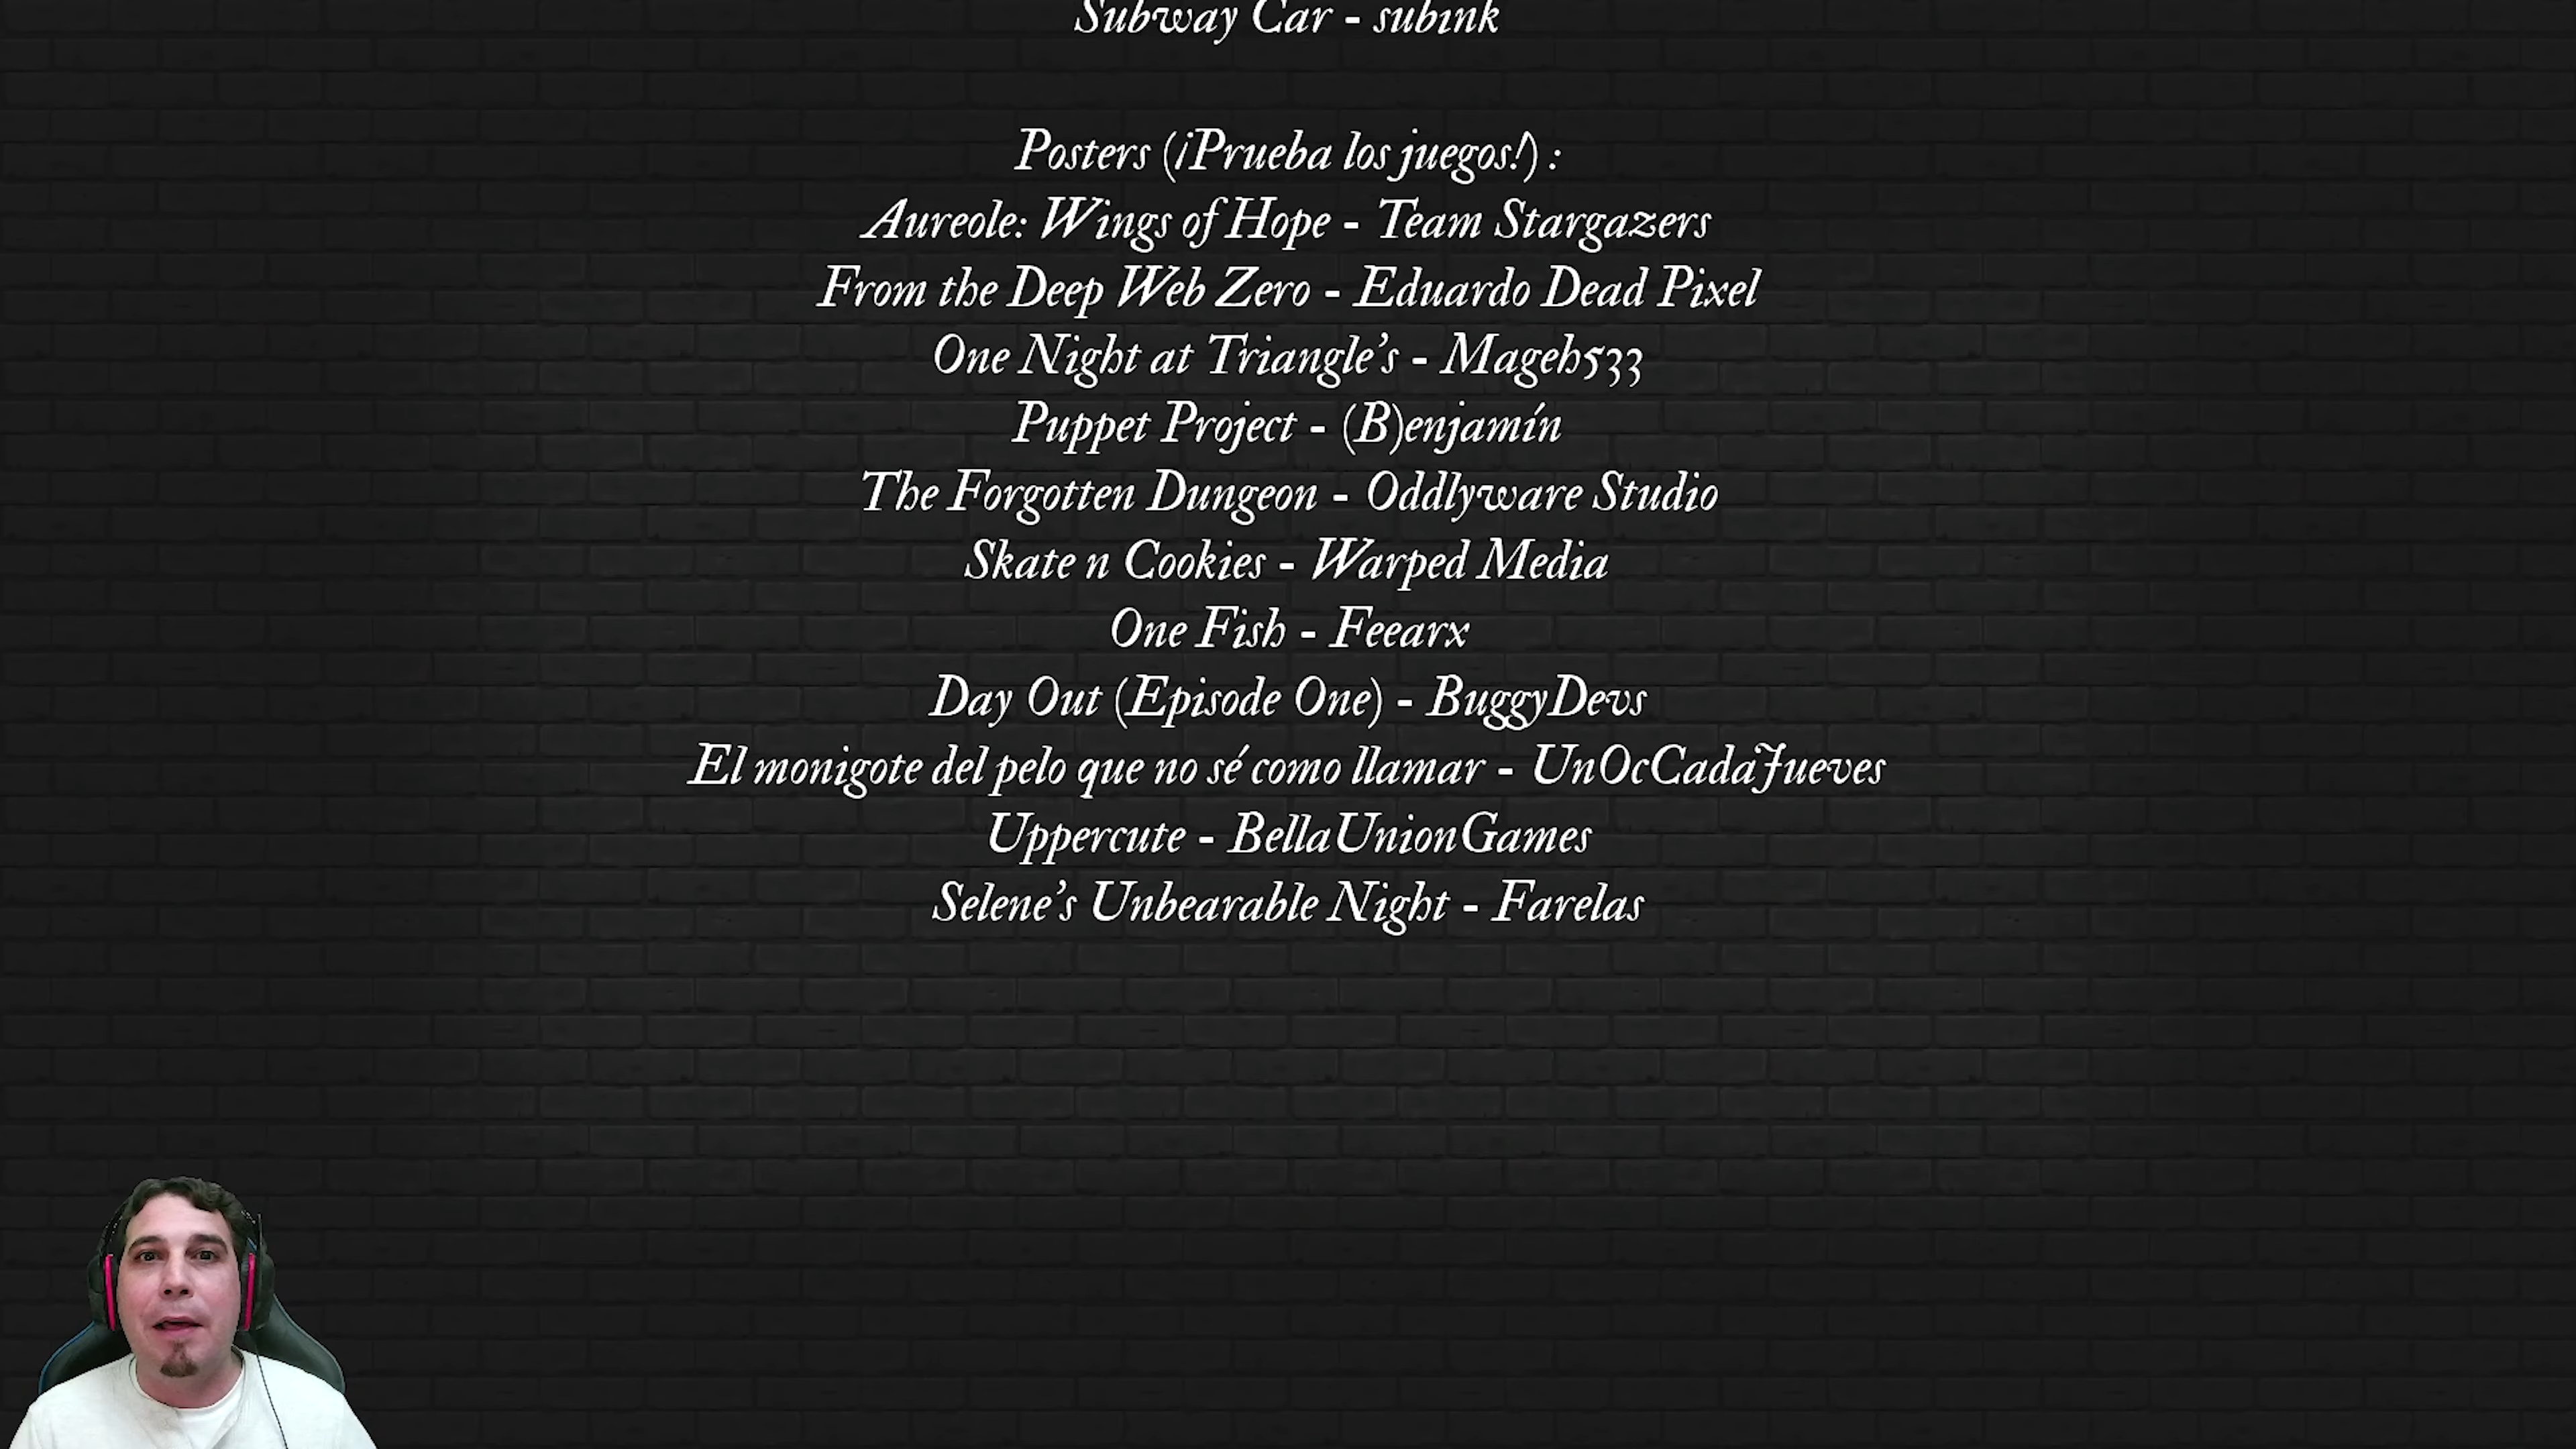 Subway Car - subink
Posters (¡Prueba los juegos!) :
Aureole: Wings of Hope - Team Stargazers
From the Deep Web Zero - Eduardo Dead Pixel
One Night at Triangle's - Mageh533
Puppet Project - (B)enjamín
The Forgotten Dungeon - Oddlyware Studio
Skate n Cookies - Warped Media
One Fish - Feearx
Day Out (Episode One) - BuggyDevs
El monigote del pelo que no sé como llamar - UnOcCadaJueves
Uppercute - BellaUnionGames
Selene's Unbearable Night - Farelas